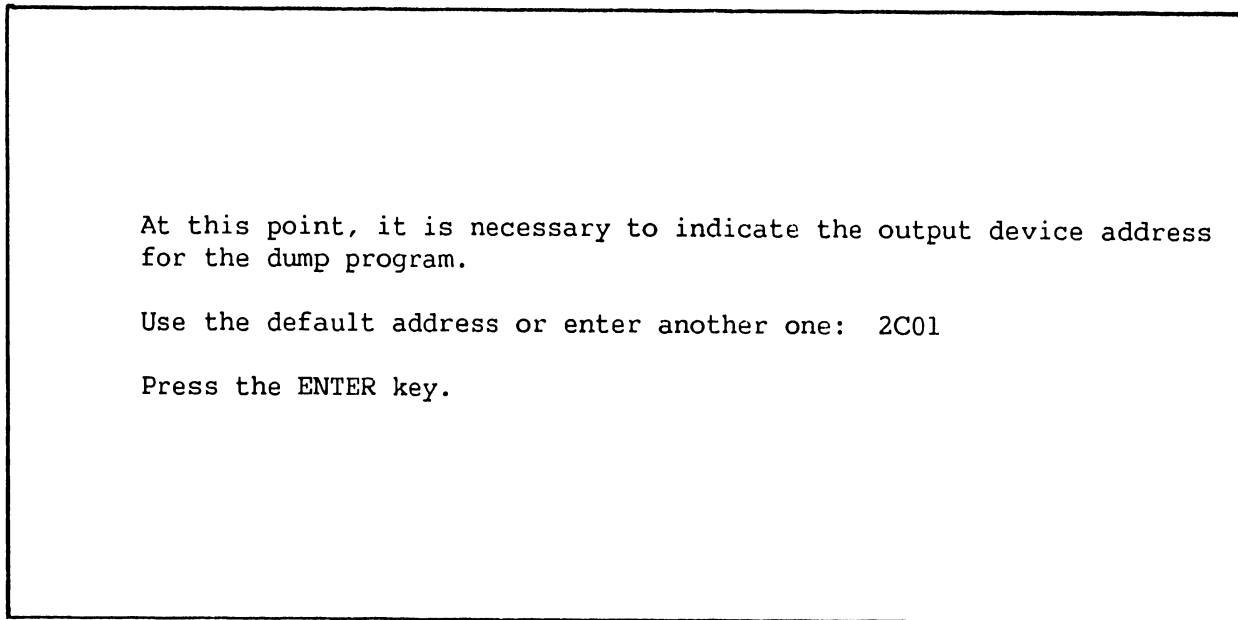 At this point, it is necessary to indicate the output device address
for the dump program.
Use the default address or enter another one: 2C01
Press the ENTER key.